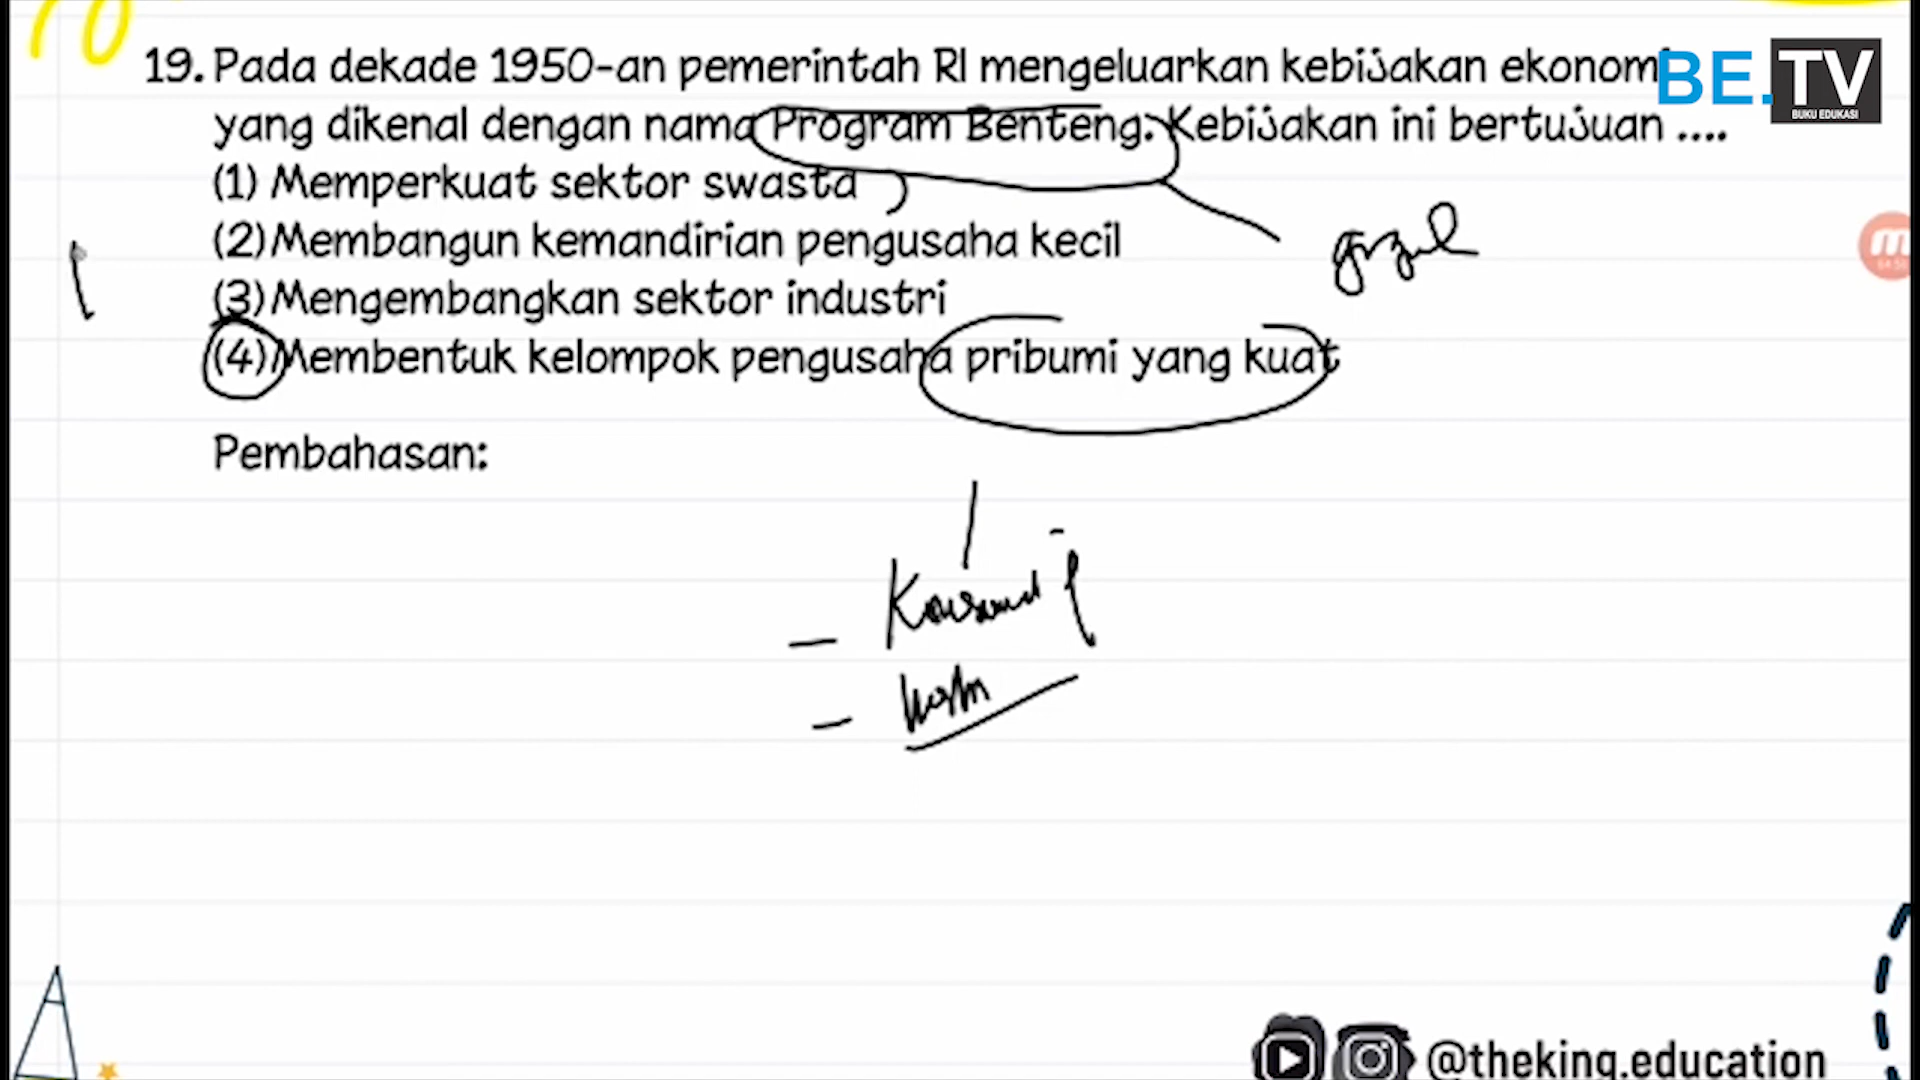 19. Pada dekade 1950-an pemerintah RI mengeluarkan kebijakan ekonomi
BE.TV
BUKU EDUKASI
yang dikenal dengan nama Program Benteng. Kebijakan ini bertujuan ....
(1) Memperkuat sektor swasta
(2) Membangun kemandirian pengusaha kecil
gagal
(3) Mengembangkan sektor industri
(4) Membentuk kelompok pengusaha pribumi yang kuat
Pembahasan:
@theking.education